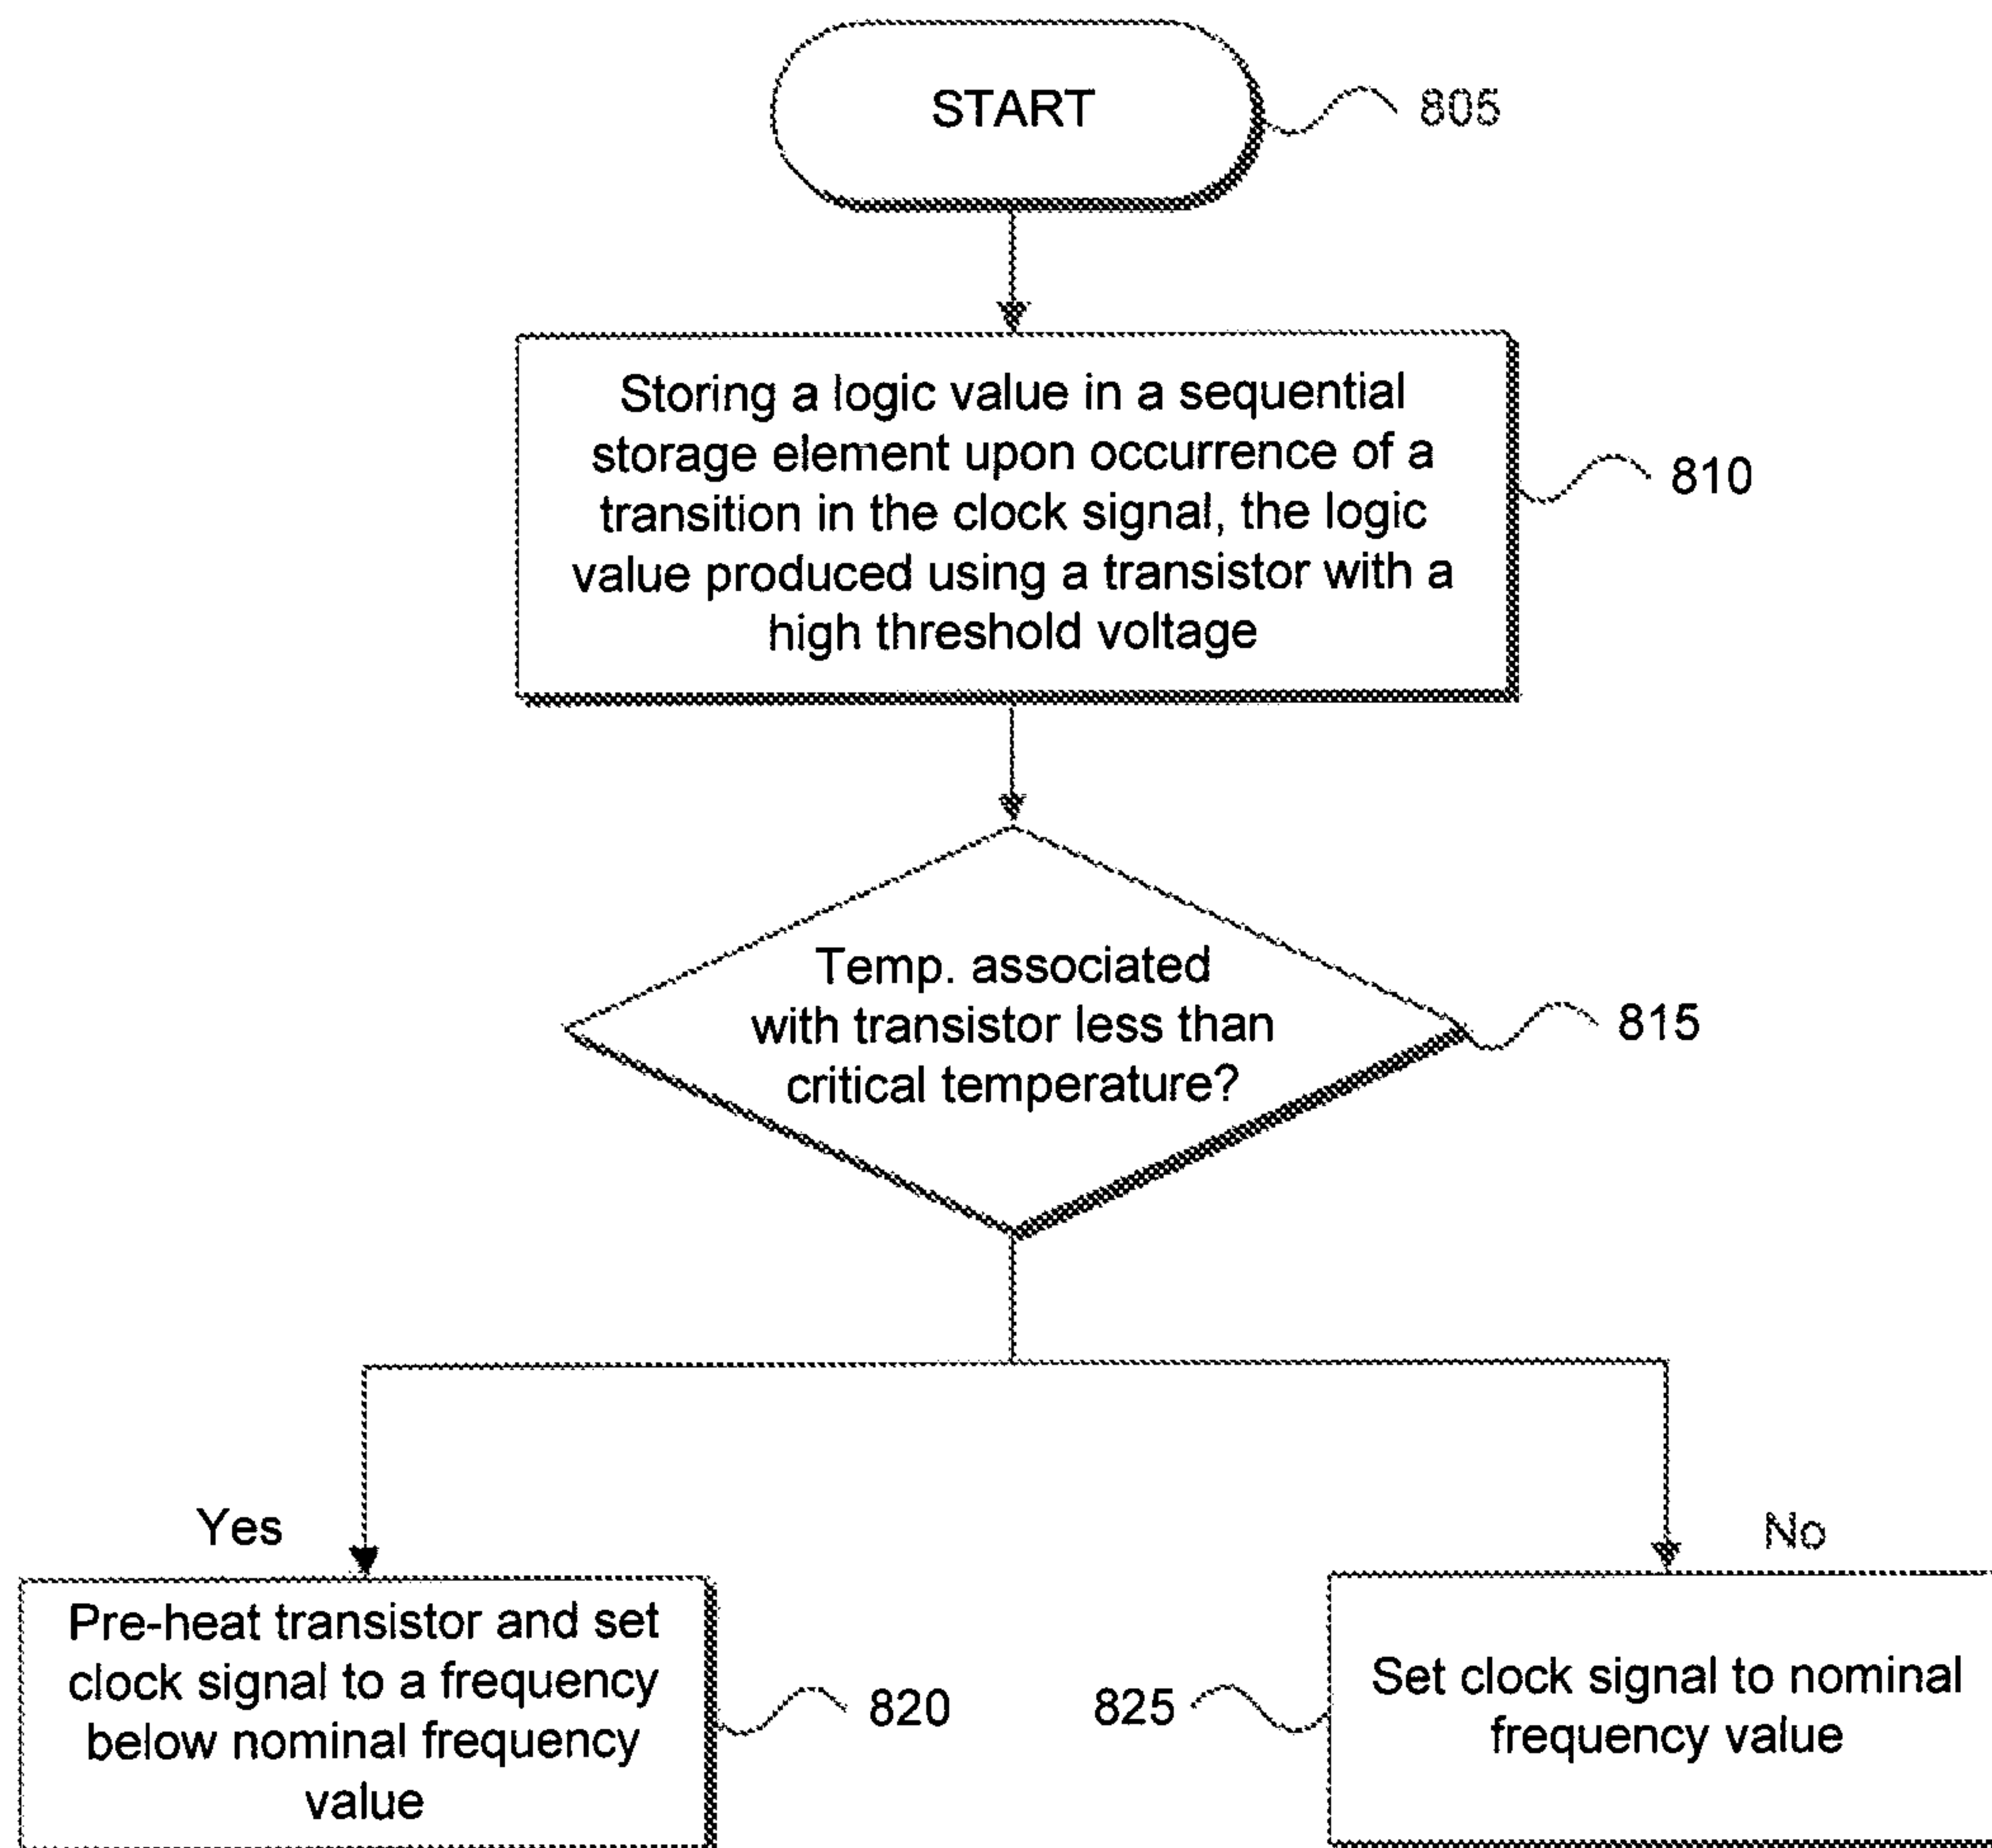 START
805
Storing a logic value in a sequential
storage element upon occurrence of a
transition in the clock signal, the logic
value produced using a transistor with a
high threshold voltage
810
Temp. associated
with transistor less than
critical temperature?
815
Yes
No
Pre-heat transistor and set
clock signal to a frequency
below nominal frequency
value
820
825
Set clock signal to nominal
frequency value